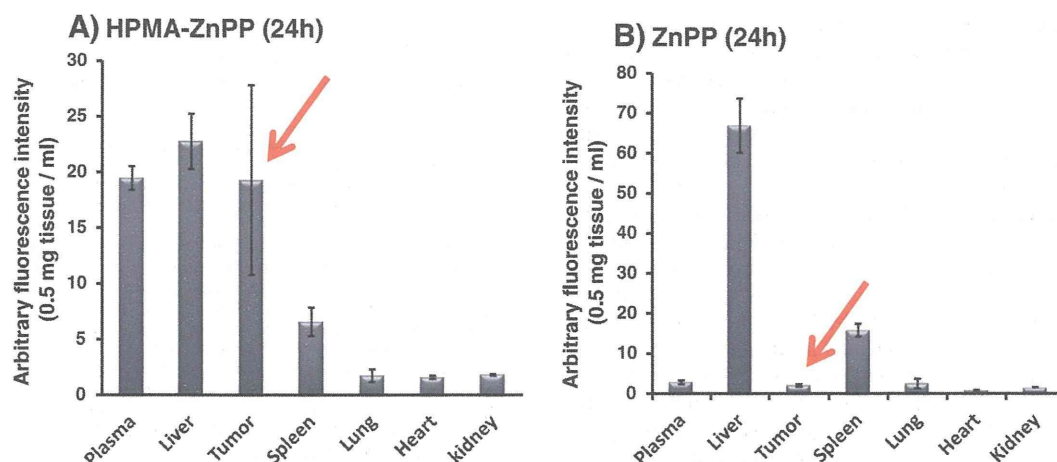 A) HPMA-ZnPP (24h)
Arbitrary fluorescence intensity
(0.5 mg tissue / ml)
30
25
20
15
10
5
0
Plasma
Liver
Tumor
Spleen
Lung
Heart
kidney
B) ZnPP (24h)
Arbitrary fluorescence intensity
(0.5 mg tissue / ml)
80
70
60
50
40
30
20
10
0
Plasma
Liver
Tumor
Spleen
Lung
Heart
Kidney